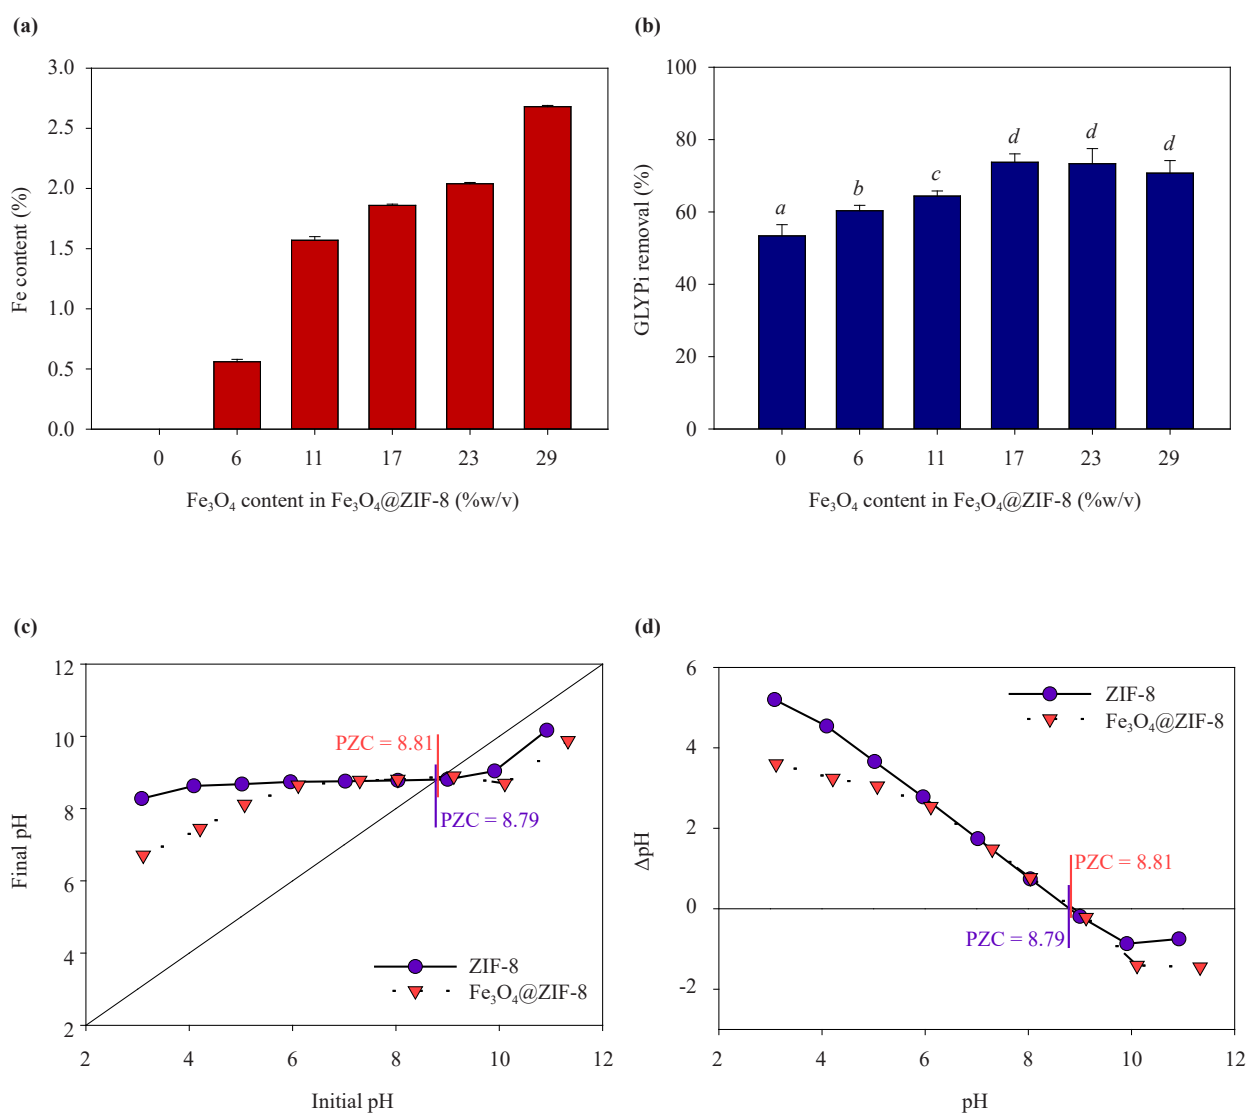 (a)
3.0
2.5
2.0
1.5
1.0
0.5
0.0
Fe content (%)
0 6 11 17 23 29
Fe₃O₄ content in Fe₃O₄@ZIF-8 (%w/v)
(b)
100
80
60
40
20
0
GLYPi removal (%)
a b c d d d
0 6 11 17 23 29
Fe₃O₄ content in Fe₃O₄@ZIF-8 (%w/v)
(c)
12
10
8
6
4
2
Final pH
PZC = 8.81
PZC = 8.79
ZIF-8
Fe₃O₄@ZIF-8
2 4 6 8 10 12
Initial pH
(d)
6
4
2
0
-2
ΔpH
ZIF-8
Fe₃O₄@ZIF-8
PZC = 8.81
PZC = 8.79
2 4 6 8 10 12
pH